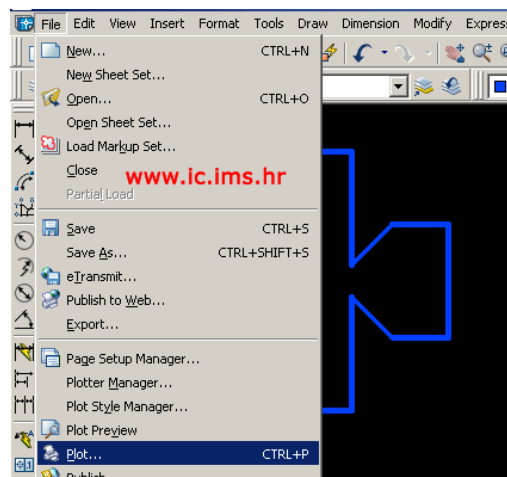 File Edit View Insert Format Tools Draw Dimension Modify Expres
New... CTRL+N
New Sheet Set...
Open... CTRL+O
Open Sheet Set...
Load Markup Set...
Close
www.ic.ims.hr
Partial Load
Save CTRL+S
Save As... CTRL+SHIFT+S
eTransmit...
Publish to Web...
Export...
Page Setup Manager...
Plotter Manager...
Plot Style Manager...
Plot Preview
Plot... CTRL+P
Publish